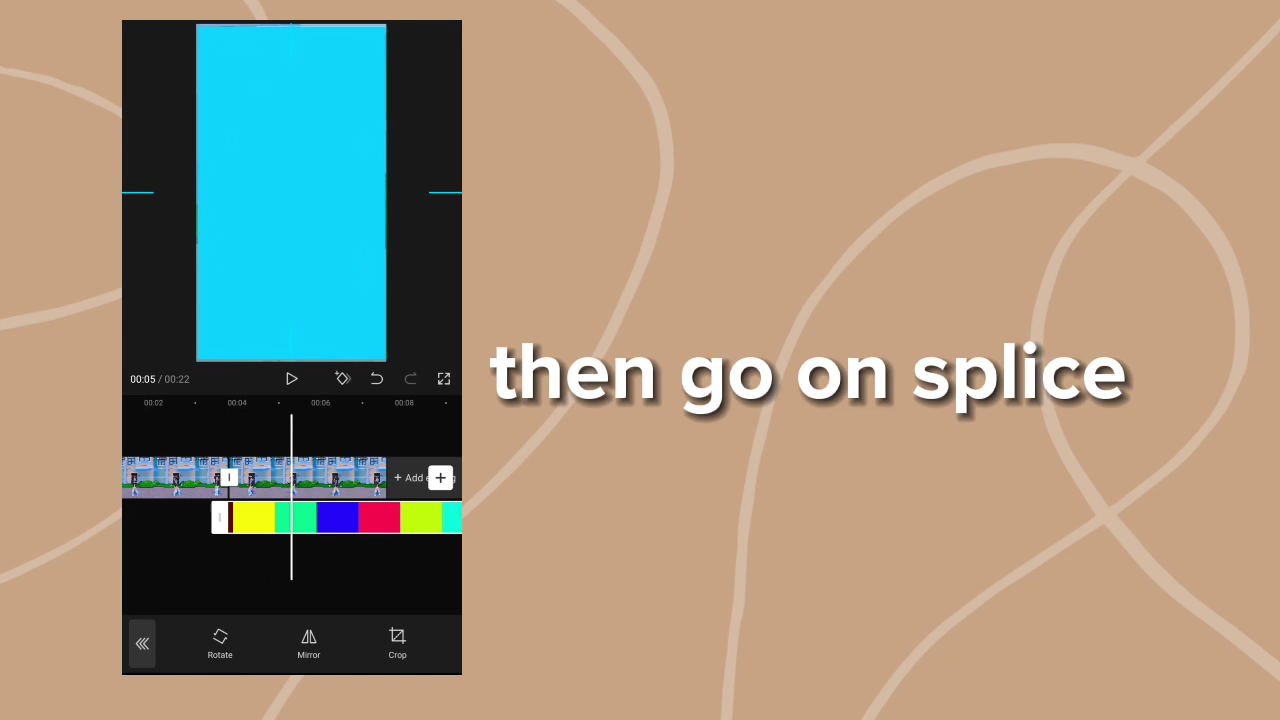 then go on splice
00:05 / 00:22
00:02
00:04
00:06
00:08
+ Add
Rotate
Mirror
Crop